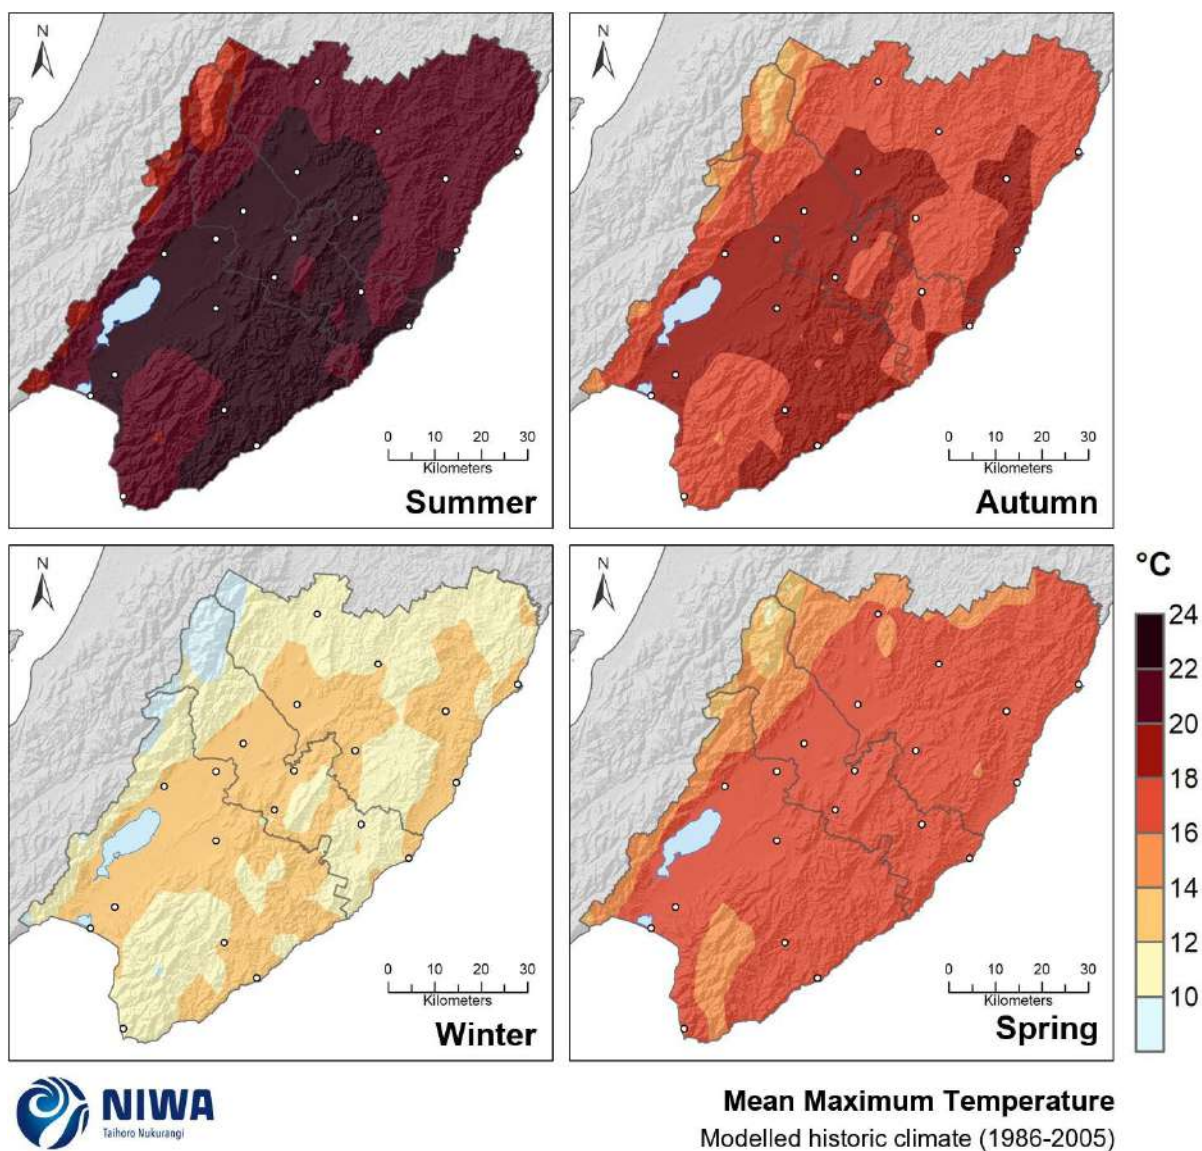 N
0 10 20 30
Kilometers
Summer
N
0 10 20 30
Kilometers
Autumn
N
0 10 20 30
Kilometers
Winter
N
0 10 20 30
Kilometers
Spring
°C
24
22
20
18
16
14
12
10
NIWA
Taihoro Nukurangi
Mean Maximum Temperature
Modelled historic climate (1986-2005)